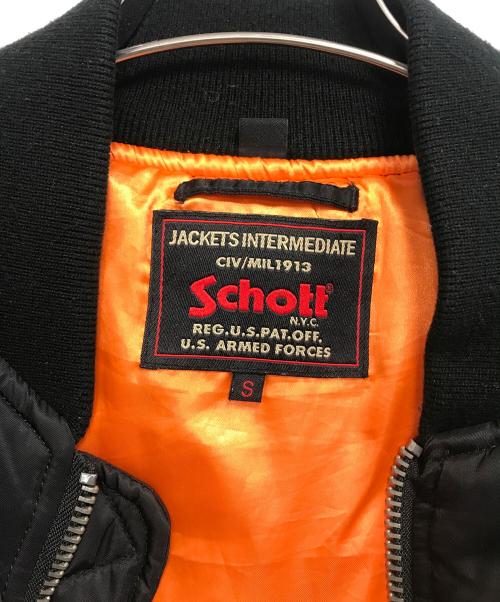 JACKETS INTERMEDIATE
CIV/MIL1913
Schott®
N.Y.C.
REG.U.S.PAT.OFF.
U.S. ARMED FORCES
S